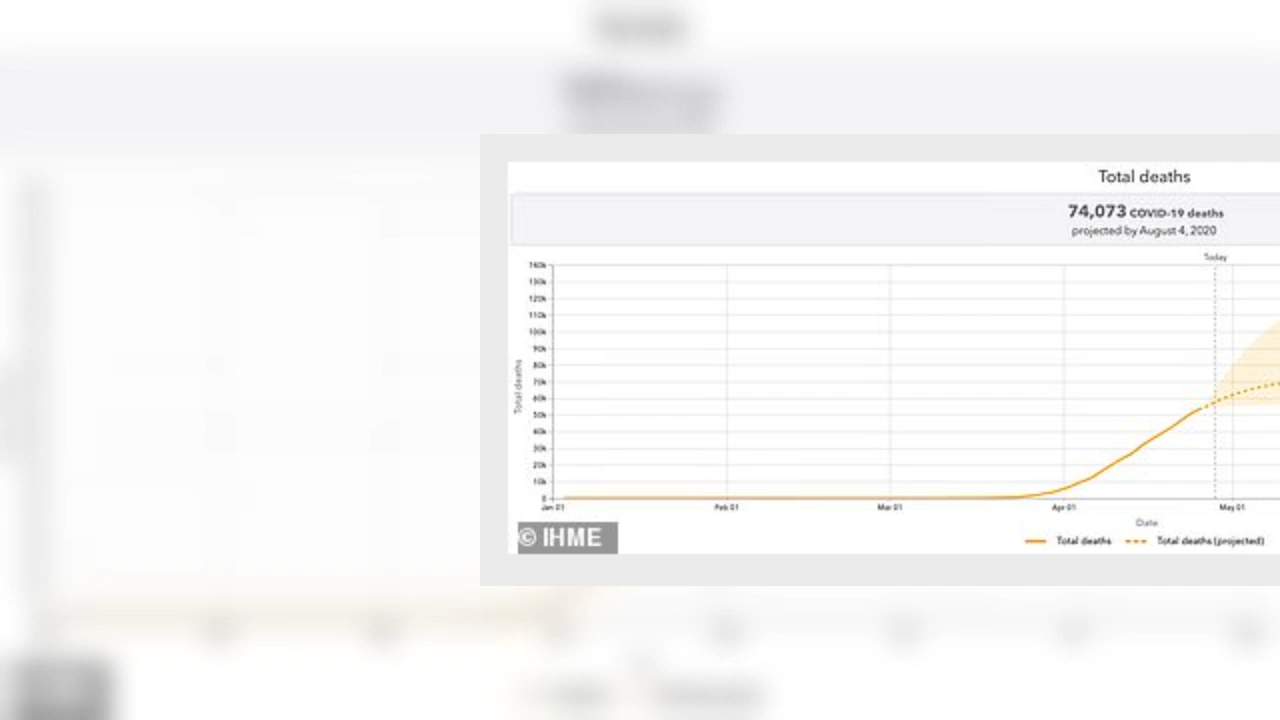 Total deaths
74,073 COVID-19 deaths
projected by August 4, 2020
Today
140k
130k
120k
110k
100k
90k
80k
70k
60k
50k
40k
30k
20k
10k
0
Total deaths
Jan 01 Feb 01 Mar 01 Apr 01 May 01
Date
Total deaths Total deaths (projected)
© IHME